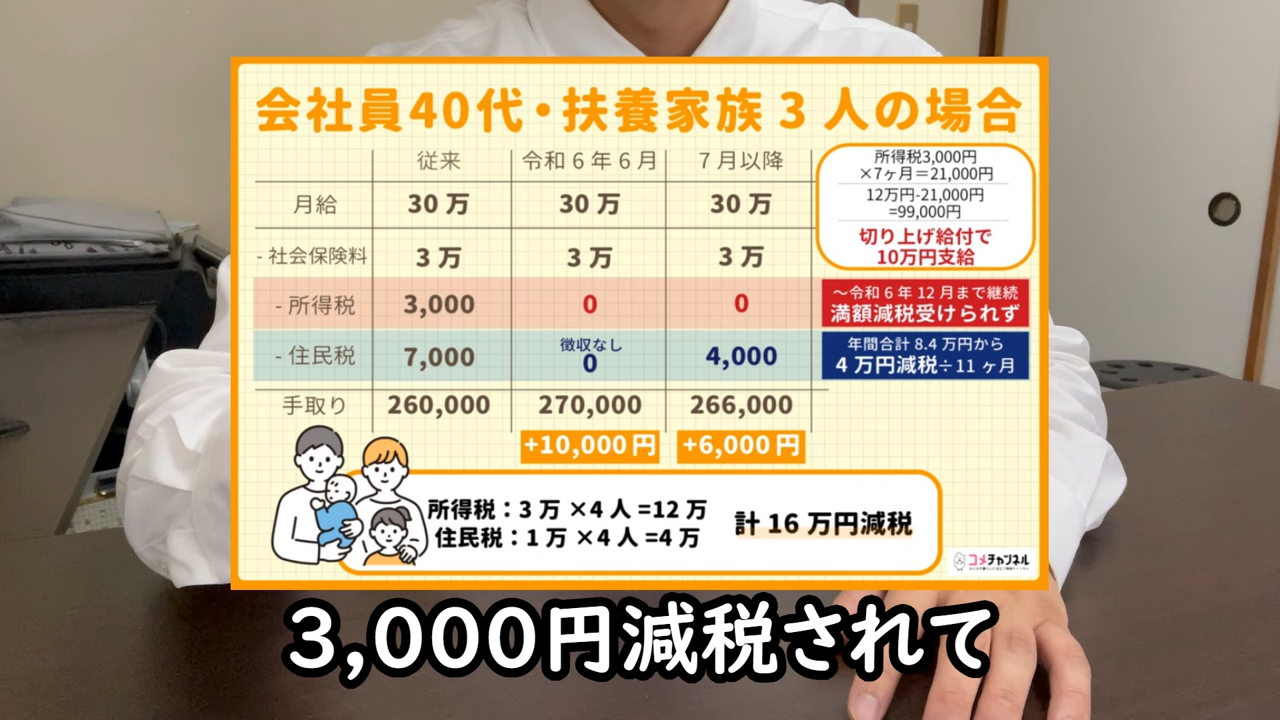 会社員40代・扶養家族3人の場合
従来 令和6年6月 7月以降
月給 30万 30万 30万
- 社会保険料 3万 3万 3万
- 所得税 3,000 0 0
- 住民税 7,000 徴収なし 0 4,000
手取り 260,000 270,000 266,000
+10,000円 +6,000円
所得税3,000円
×7ヶ月＝21,000円
12万円-21,000円
=99,000円
切り上げ給付で
10万円支給
～令和6年12月まで継続
満額減税受けられず
年間合計8.4万円から
4万円減税÷11ヶ月
所得税：3万×4人=12万
住民税：1万×4人=4万
計16万円減税
コメチャンネル
3,000円減税されて